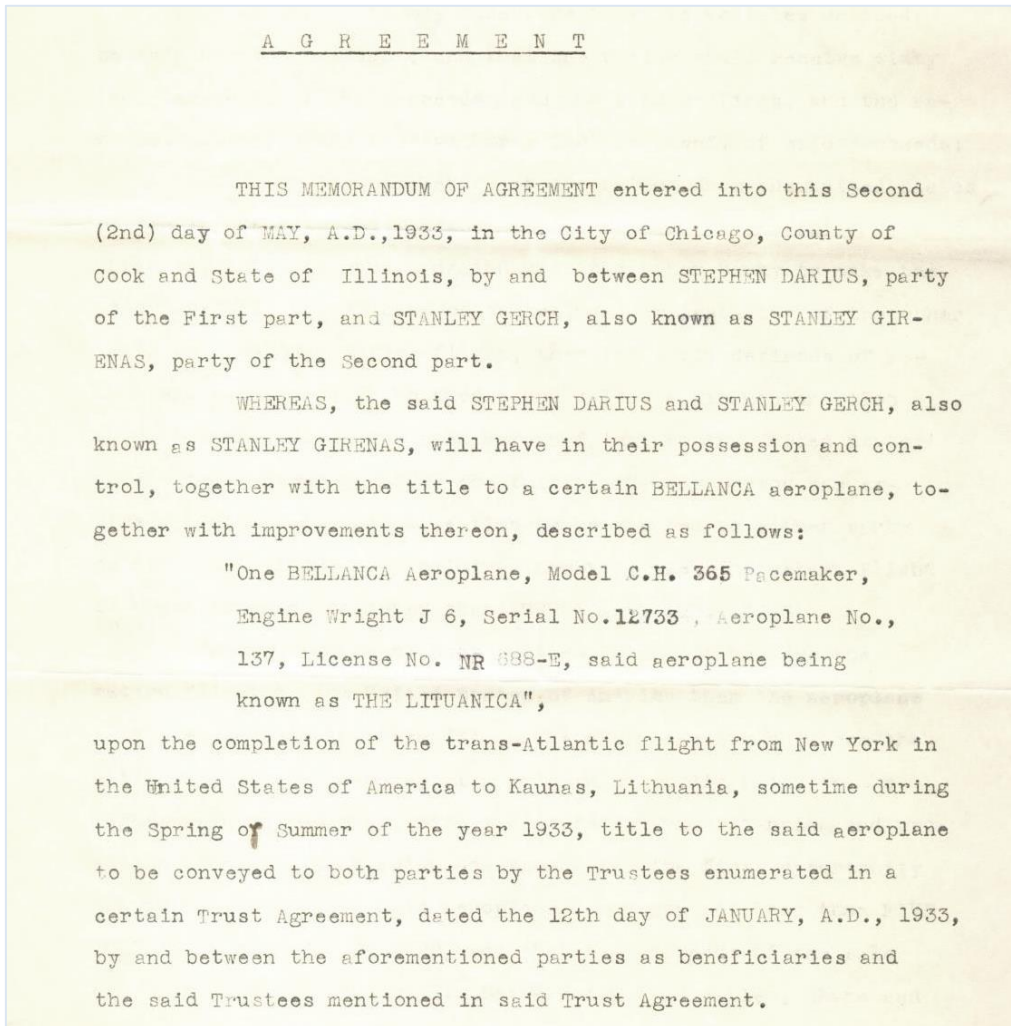 A G R E E M E N T
THIS MEMORANDUM OF AGREEMENT entered into this Second
(2nd) day of MAY, A.D.,1933, in the City of Chicago, County of
Cook and State of Illinois, by and between STEPHEN DARIUS, party
of the First part, and STANLEY GERCH, also known as STANLEY GIR-
ENAS, party of the Second part.
WHEREAS, the said STEPHEN DARIUS and STANLEY GERCH, also
known as STANLEY GIRENAS, will have in their possession and con-
trol, together with the title to a certain BELLANCA aeroplane, to-
gether with improvements thereon, described as follows:
"One BELLANCA Aeroplane, Model C.H. 365 Pacemaker,
Engine Wright J 6, Serial No.12733 , Aeroplane No.,
137, License No. NR 688-E, said aeroplane being
known as THE LITUANICA",
upon the completion of the trans-Atlantic flight from New York in
the United States of America to Kaunas, Lithuania, sometime during
the Spring or Summer of the year 1933, title to the said aeroplane
to be conveyed to both parties by the Trustees enumerated in a
certain Trust Agreement, dated the 12th day of JANUARY, A.D., 1933,
by and between the aforementioned parties as beneficiaries and
the said Trustees mentioned in said Trust Agreement.